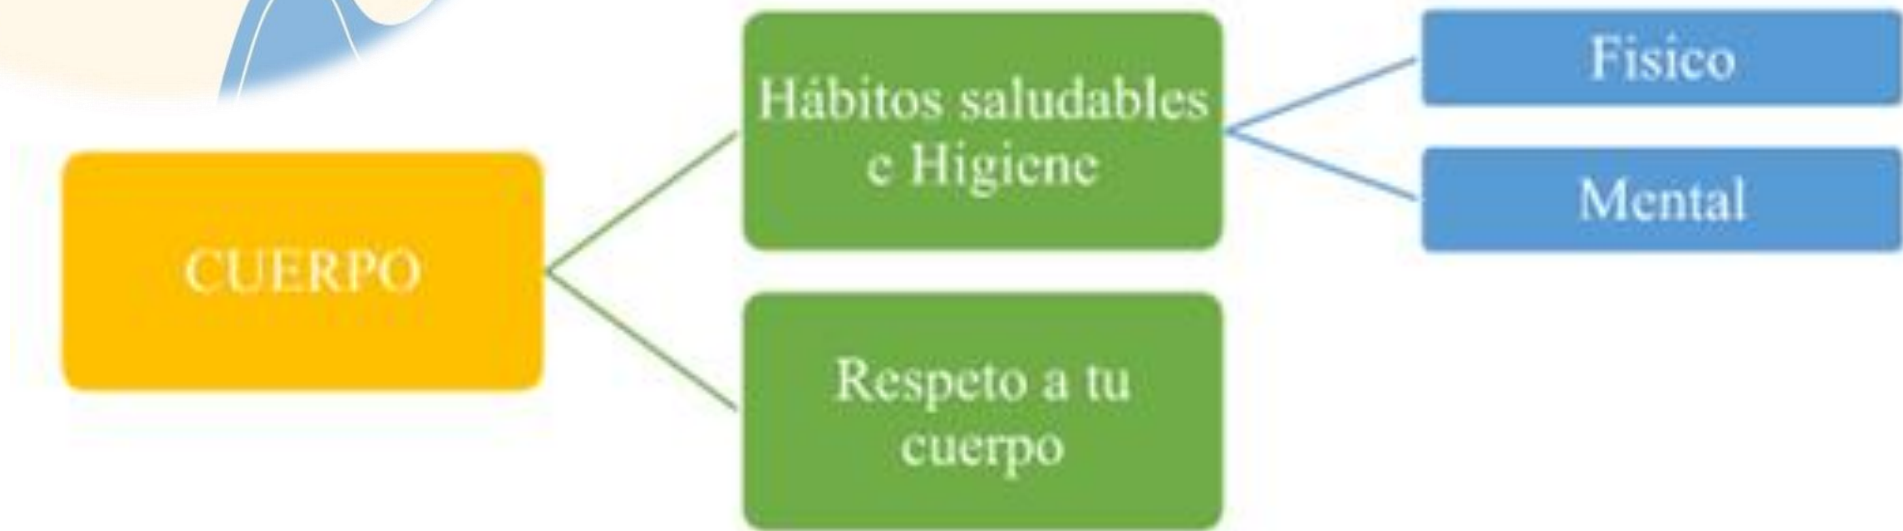 CUERPO
Hábitos saludables
e Higiene
Respeto a tu
cuerpo
Fisico
Mental